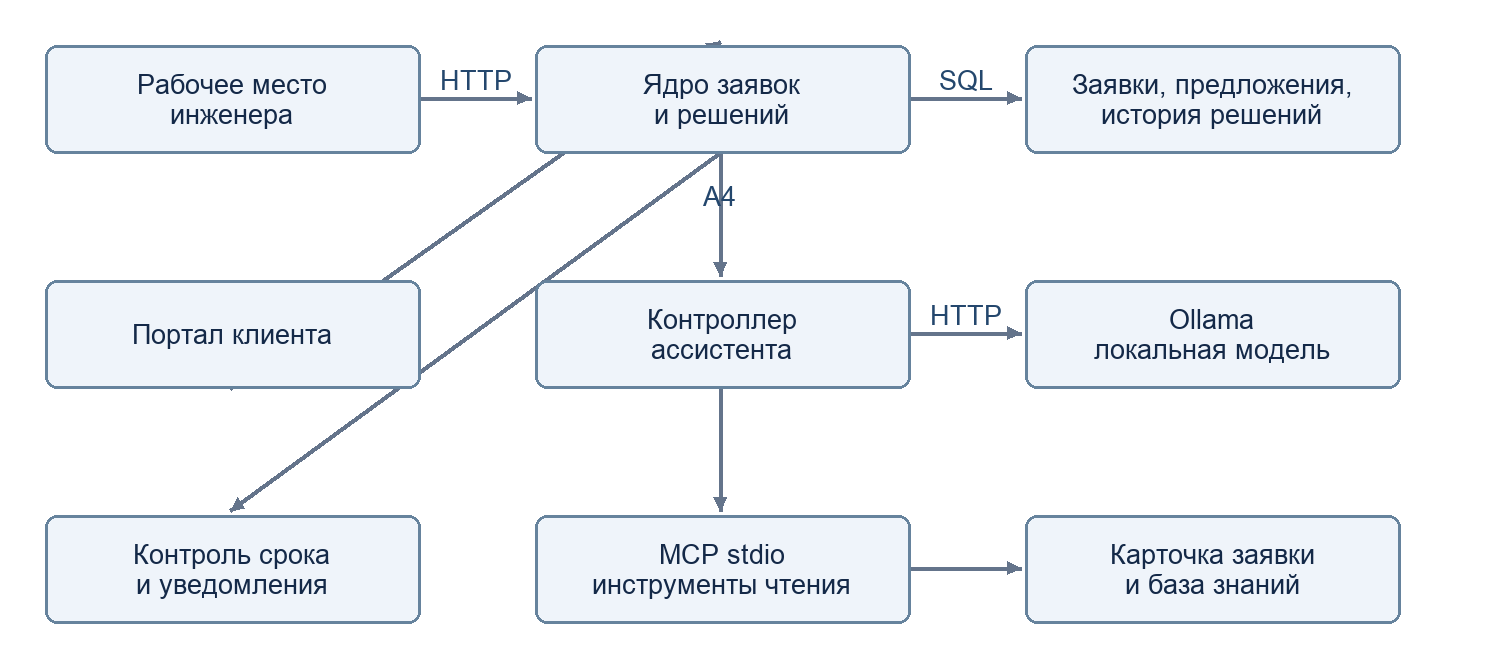 Рабочее место
инженера
HTTP
Ядро заявок
и решений
SQL
Заявки, предложения,
история решений
A4
Портал клиента
Контроллер
ассистента
HTTP
Ollama
локальная модель
Контроль срока
и уведомления
MCP stdio
инструменты чтения
Карточка заявки
и база знаний